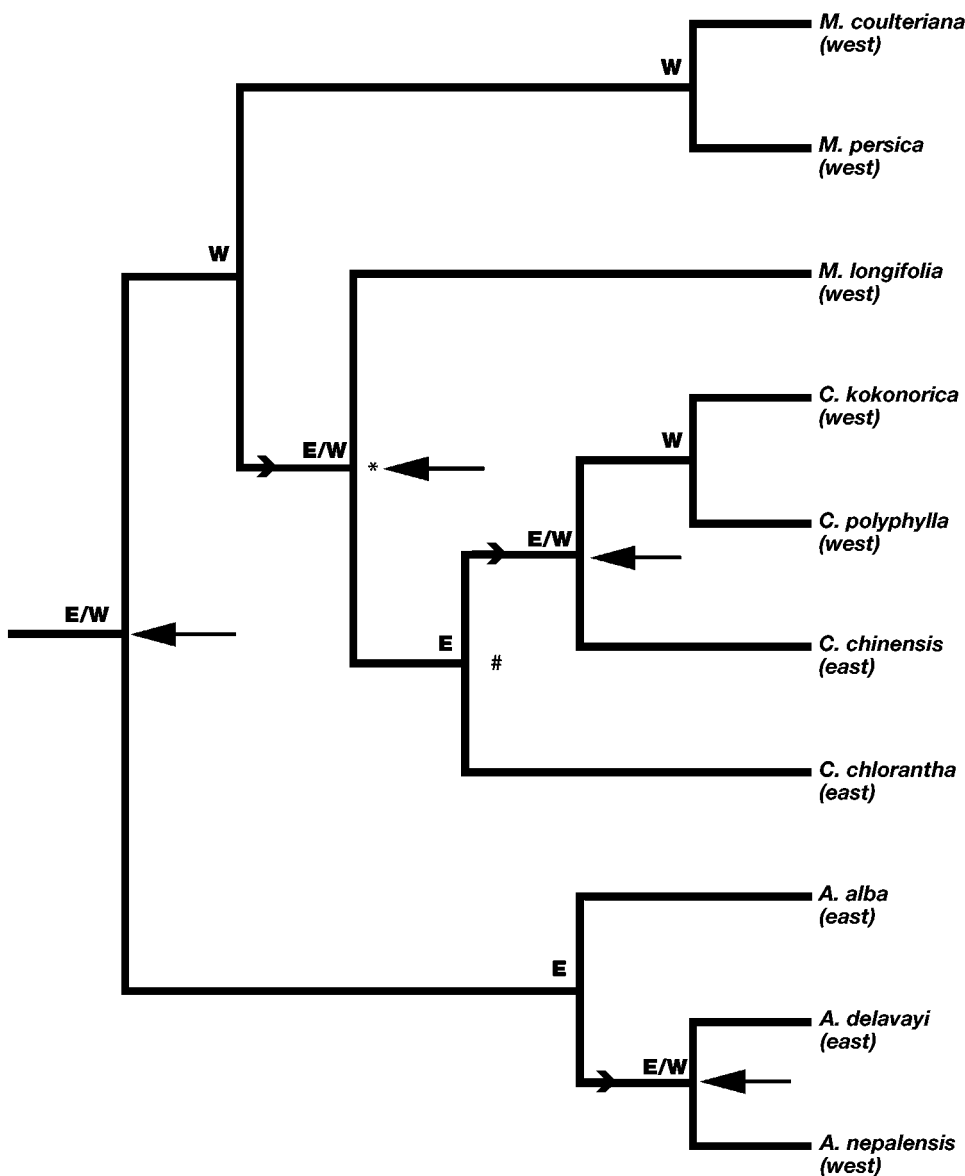 M. coulteriana
(west)
W
M. persica
(west)
W
M. longifolia
(west)
C. kokonorica
(west)
W
E/W
*
C. polyphylla
(west)
E/W
E/W
E
#
C. chinensis
(east)
C. chlorantha
(east)
A. alba
(east)
E
A. delavayi
(east)
E/W
A. nepalensis
(west)